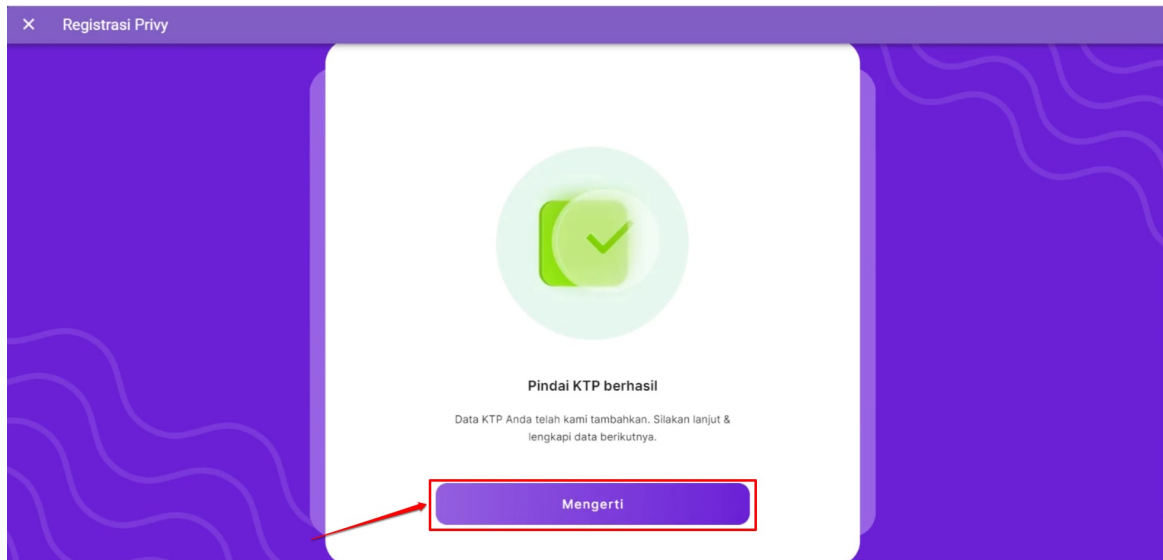 Registrasi Privy
Pindai KTP berhasil
Data KTP Anda telah kami tambahkan. Silakan lanjut &
lengkapi data berikutnya.
Mengerti